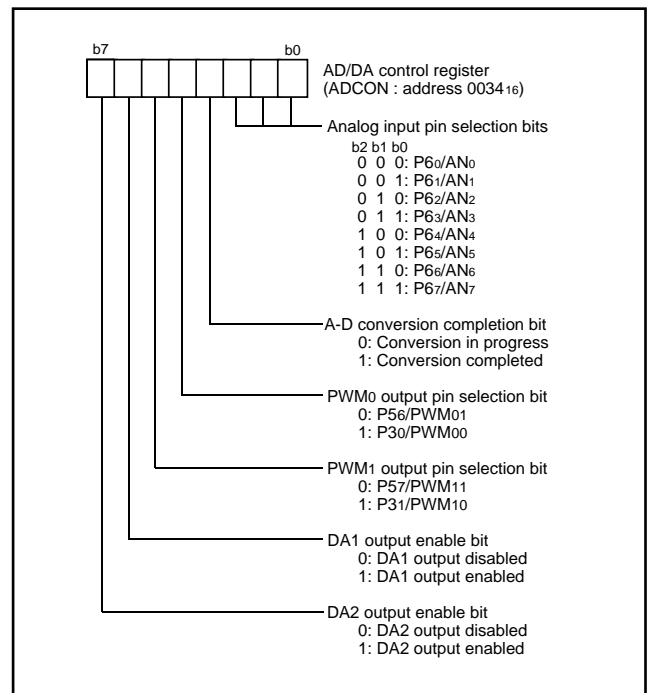 b7 b0
AD/DA control register
(ADCON : address 003416)
Analog input pin selection bits
b2 b1 b0
0 0 0: P60/AN0
0 0 1: P61/AN1
0 1 0: P62/AN2
0 1 1: P63/AN3
1 0 0: P64/AN4
1 0 1: P65/AN5
1 1 0: P66/AN6
1 1 1: P67/AN7
A-D conversion completion bit
0: Conversion in progress
1: Conversion completed
PWM0 output pin selection bit
0: P56/PWM01
1: P30/PWM00
PWM1 output pin selection bit
0: P57/PWM11
1: P31/PWM10
DA1 output enable bit
0: DA1 output disabled
1: DA1 output enabled
DA2 output enable bit
0: DA2 output disabled
1: DA2 output enabled